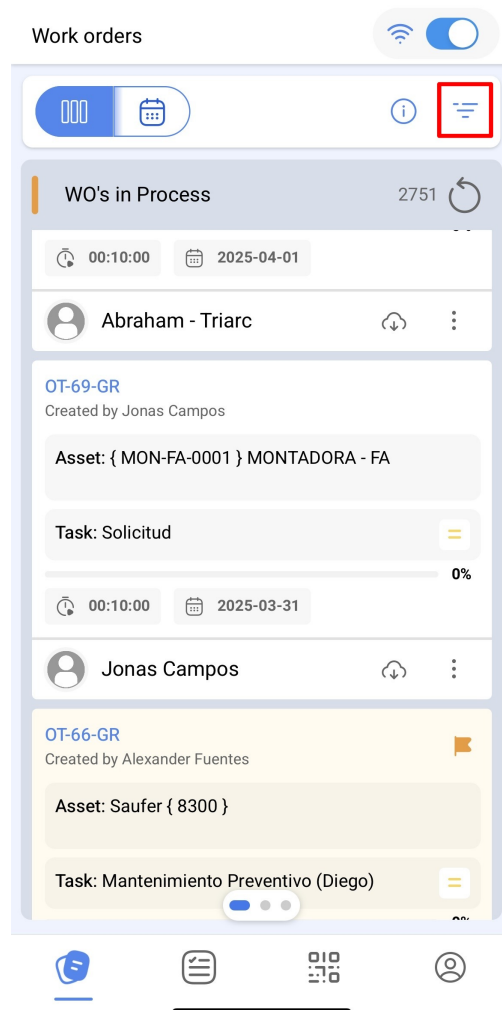 Work orders
WO's in Process 2751
00:10:00 2025-04-01
Abraham - Triarc
OT-69-GR
Created by Jonas Campos
Asset: { MON-FA-0001 } MONTADORA - FA
Task: Solicitud
0%
00:10:00 2025-03-31
Jonas Campos
OT-66-GR
Created by Alexander Fuentes
Asset: Saufer { 8300 }
Task: Mantenimiento Preventivo (Diego)